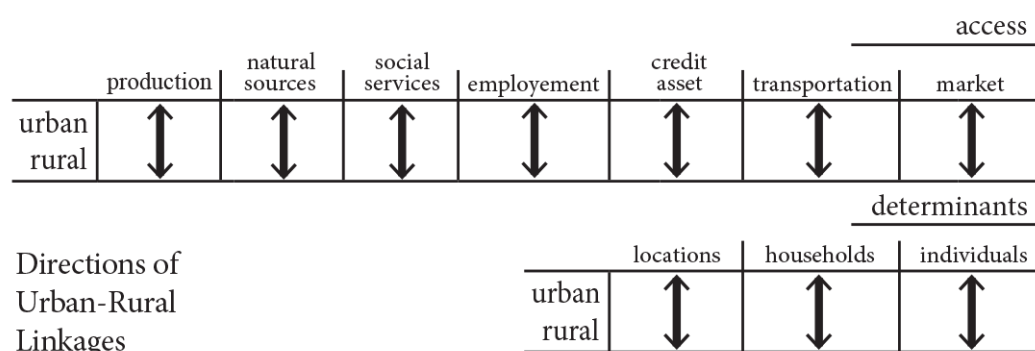 access
production
natural
sources
social
services
employement
credit
asset
transportation
market
urban
rural
determinants
locations
households
individuals
urban
rural
Directions of
Urban-Rural
Linkages